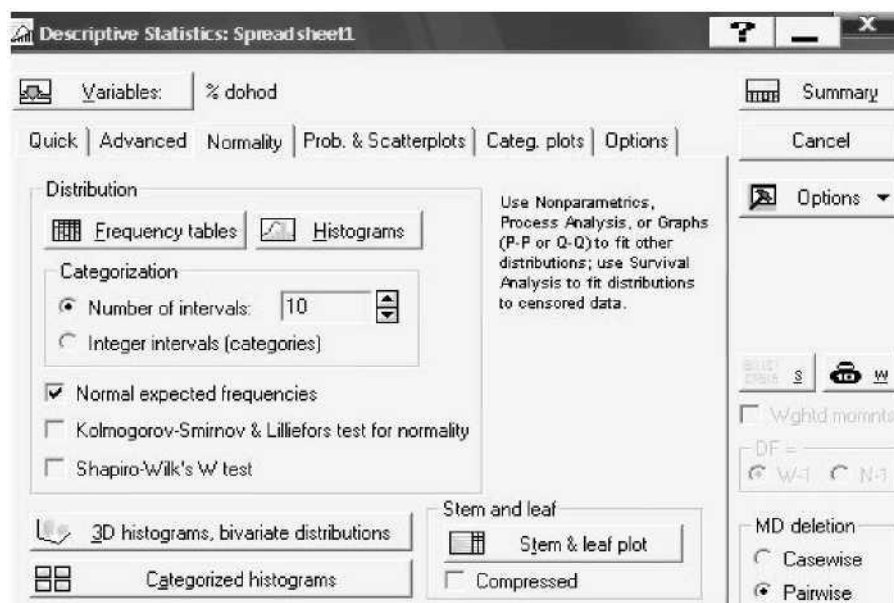 Descriptive Statistics: Spreadsheet1
? X
Variables: % dohod
Summary
Quick Advanced Normality Prob. & Scatterplots Categ. plots Options
Cancel
Distribution
Frequency tables Histograms
Use Nonparametrics,
Process Analysis, or Graphs
(P-P or Q-Q) to fit other
distributions; use Survival
Analysis to fit distributions
to censored data.
Options
Categorization
Number of intervals: 10
Integer intervals (categories)
Normal expected frequencies
Kolmogorov-Smirnov & Lilliefors test for normality
Shapiro-Wilk's W test
S W
Wghtd momnts
DF =
W-1 N-1
3D histograms, bivariate distributions
Categorized histograms
Stem and leaf
Stem & leaf plot
Compressed
MD deletion
Casewise
Pairwise